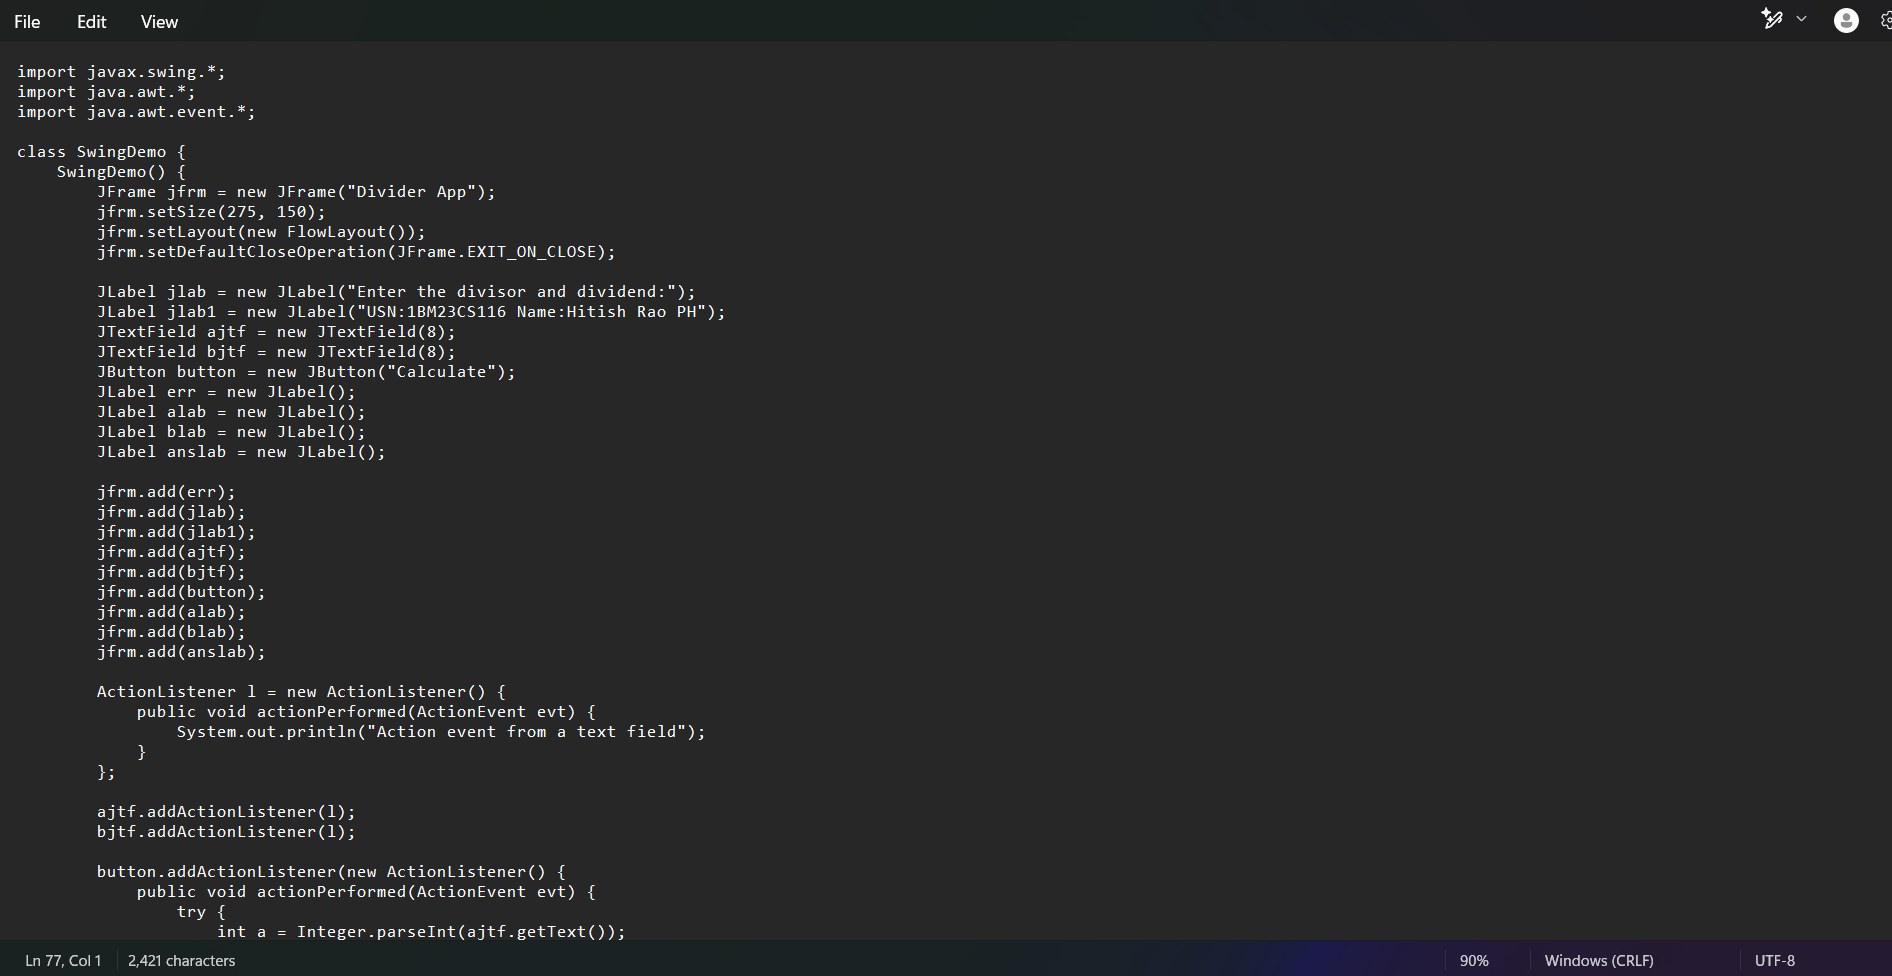 File Edit View
import javax.swing.*;
import java.awt.*;
import java.awt.event.*;

class SwingDemo {
    SwingDemo() {
        JFrame jfrm = new JFrame("Divider App");
        jfrm.setSize(275, 150);
        jfrm.setLayout(new FlowLayout());
        jfrm.setDefaultCloseOperation(JFrame.EXIT_ON_CLOSE);

        JLabel jlab = new JLabel("Enter the divisor and dividend:");
        JLabel jlab1 = new JLabel("USN:1BM23CS116 Name:Hitish Rao PH");
        JTextField ajtf = new JTextField(8);
        JTextField bjtf = new JTextField(8);
        JButton button = new JButton("Calculate");
        JLabel err = new JLabel();
        JLabel alab = new JLabel();
        JLabel blab = new JLabel();
        JLabel anslab = new JLabel();

        jfrm.add(err);
        jfrm.add(jlab);
        jfrm.add(jlab1);
        jfrm.add(ajtf);
        jfrm.add(bjtf);
        jfrm.add(button);
        jfrm.add(alab);
        jfrm.add(blab);
        jfrm.add(anslab);

        ActionListener l = new ActionListener() {
            public void actionPerformed(ActionEvent evt) {
                System.out.println("Action event from a text field");
            }
        };

        ajtf.addActionListener(l);
        bjtf.addActionListener(l);

        button.addActionListener(new ActionListener() {
            public void actionPerformed(ActionEvent evt) {
                try {
                    int a = Integer.parseInt(ajtf.getText());
Ln 77, Col 1 2,421 characters 90% Windows (CRLF) UTF-8